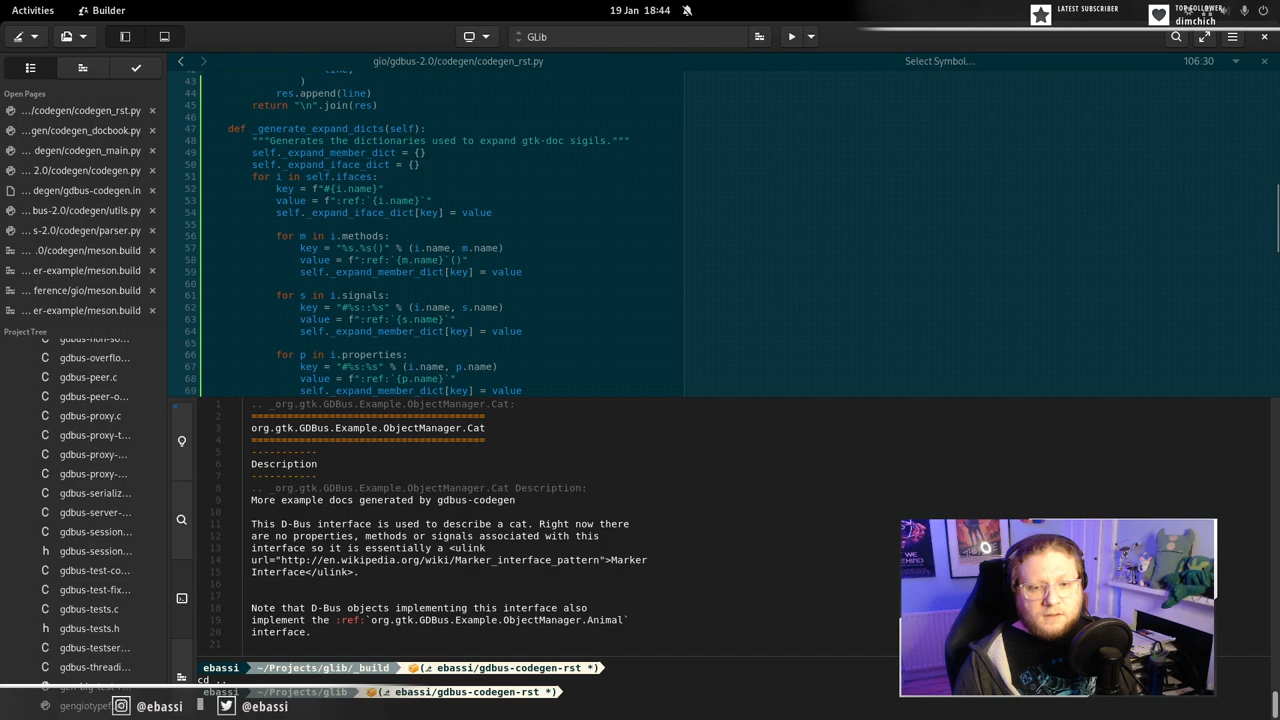 Activities
Builder
19 Jan 18:44
LATEST SUBSCRIBER
TOP FOLLOWER
dimchich
GLib
gio/gdbus-2.0/codegen/codegen_rst.py
Select Symbol…
106:30
Open Pages
…/codegen/codegen_rst.py
…gen/codegen_docbook.py
… degen/codegen_main.py
… 2.0/codegen/codegen.py
… degen/gdbus-codegen.in
… bus-2.0/codegen/utils.py
… s-2.0/codegen/parser.py
… .0/codegen/meson.build
… er-example/meson.build
… ference/gio/meson.build
… er-example/meson.build
Project Tree
gdbus-non-so…
gdbus-overflo…
gdbus-peer.c
gdbus-peer-o…
gdbus-proxy.c
gdbus-proxy-t…
gdbus-proxy-…
gdbus-proxy-…
gdbus-serializ…
gdbus-server-…
gdbus-session…
gdbus-session…
gdbus-test-co…
gdbus-test-fix…
gdbus-tests.c
gdbus-tests.h
gdbus-testser…
gdbus-threadi…
gengiotypef
43 )
44 res.append(line)
45 return "\n".join(res)
46
47 def _generate_expand_dicts(self):
48 """Generates the dictionaries used to expand gtk-doc sigils."""
49 self._expand_member_dict = {}
50 self._expand_iface_dict = {}
51 for i in self.ifaces:
52 key = f"#{i.name}"
53 value = f":ref:`{i.name}`"
54 self._expand_iface_dict[key] = value
55
56 for m in i.methods:
57 key = "%s.%s()" % (i.name, m.name)
58 value = f":ref:`{m.name}`()"
59 self._expand_member_dict[key] = value
60
61 for s in i.signals:
62 key = "#%s::%s" % (i.name, s.name)
63 value = f":ref:`{s.name}`"
64 self._expand_member_dict[key] = value
65
66 for p in i.properties:
67 key = "#%s:%s" % (i.name, p.name)
68 value = f":ref:`{p.name}`"
69 self._expand_member_dict[key] = value
1 .. _org.gtk.GDBus.Example.ObjectManager.Cat:
2 =======================================
3 org.gtk.GDBus.Example.ObjectManager.Cat
4 =======================================
5 -----------
6 Description
7 -----------
8 .. _org.gtk.GDBus.Example.ObjectManager.Cat Description:
9 More example docs generated by gdbus-codegen
10
11 This D-Bus interface is used to describe a cat. Right now there
12 are no properties, methods or signals associated with this
13 interface so it is essentially a <ulink
14 url="http://en.wikipedia.org/wiki/Marker_interface_pattern">Marker
15 Interface</ulink>.
16
17
18 Note that D-Bus objects implementing this interface also
19 implement the :ref:`org.gtk.GDBus.Example.ObjectManager.Animal`
20 interface.
21
ebassi ~/Projects/glib/_build ebassi/gdbus-codegen-rst *)
cd ..
ebassi ~/Projects/glib ebassi/gdbus-codegen-rst *)
@ebassi
@ebassi